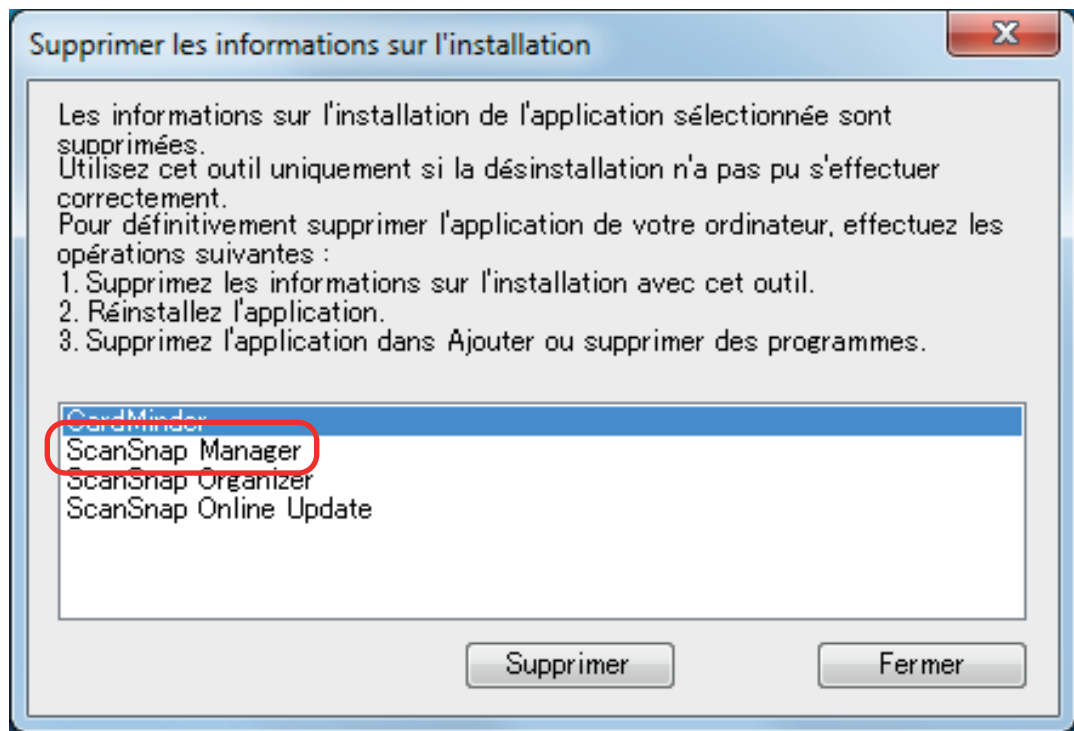 Supprimer les informations sur l'installation
Les informations sur l'installation de l'application sélectionnée sont
supprimées.
Utilisez cet outil uniquement si la désinstallation n'a pas pu s'effectuer
correctement.
Pour définitivement supprimer l'application de votre ordinateur, effectuez les
opérations suivantes :
1. Supprimez les informations sur l'installation avec cet outil.
2. Réinstallez l'application.
3. Supprimez l'application dans Ajouter ou supprimer des programmes.
CardMinder
ScanSnap Manager
ScanSnap Organizer
ScanSnap Online Update
Supprimer
Fermer